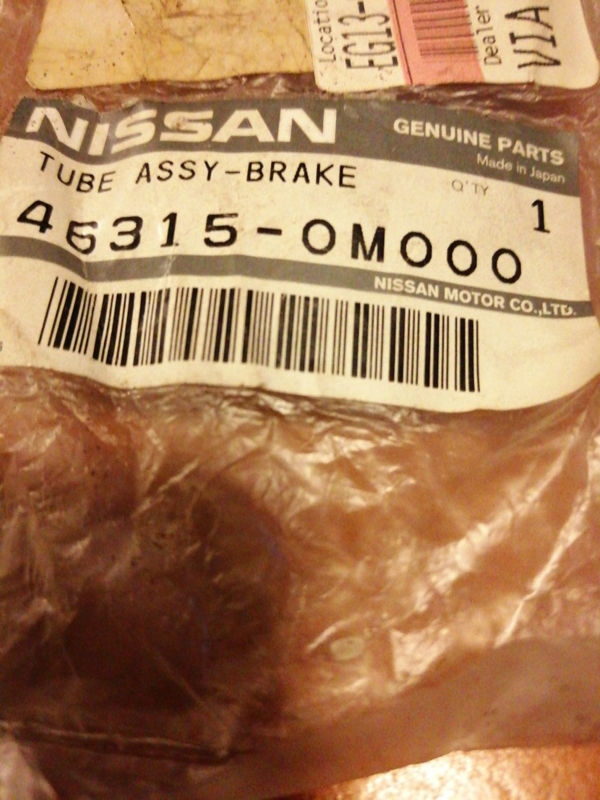 Locatio
EG13-
Dealer
VIA
NISSAN
GENUINE PARTS
Made in Japan
TUBE ASSY-BRAKE
Q'TY
1
46315-0M000
NISSAN MOTOR CO.,LTD.